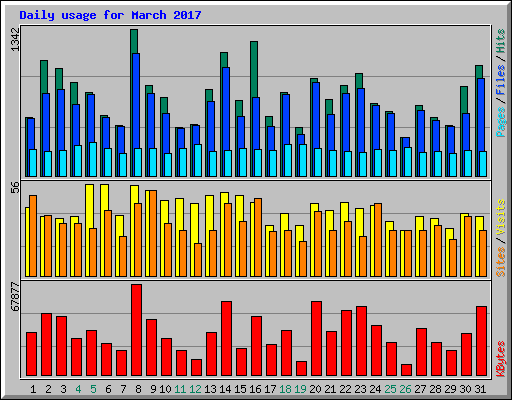 Daily usage for March 2017
1342
Pages / Files / Hits
56
Sites / Visits
67877
KBytes
1 2 3 4 5 6 7 8 9 10 11 12 13 14 15 16 17 18 19 20 21 22 23 24 25 26 27 28 29 30 31